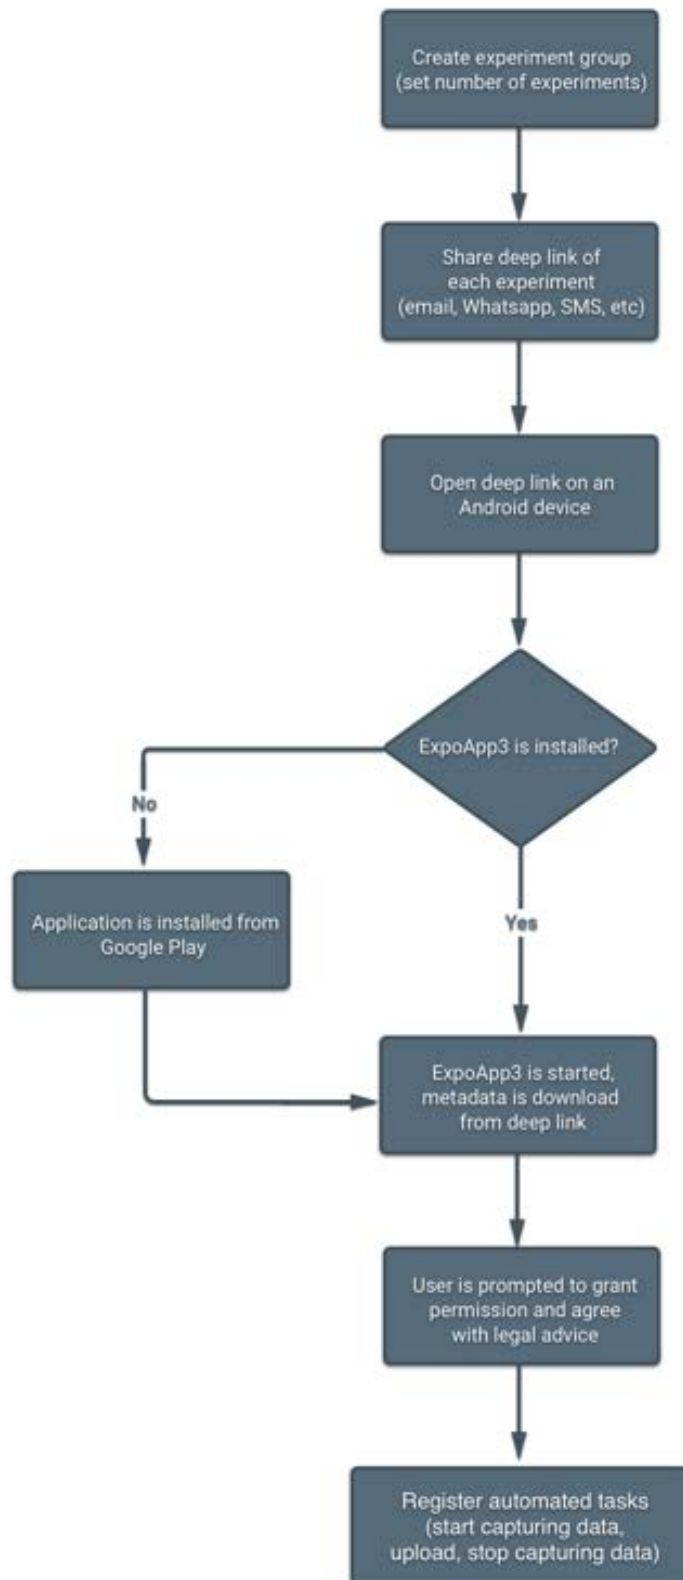 Create experiment group
(set number of experiments)
Share deep link of
each experiment
(email, Whatsapp, SMS, etc)
Open deep link on an
Android device
ExpoApp3 is installed?
No
Application is installed from
Google Play
Yes
ExpoApp3 is started,
metadata is download
from deep link
User is prompted to grant
permission and agree
with legal advice
Register automated tasks
(start capturing data,
upload, stop capturing data)